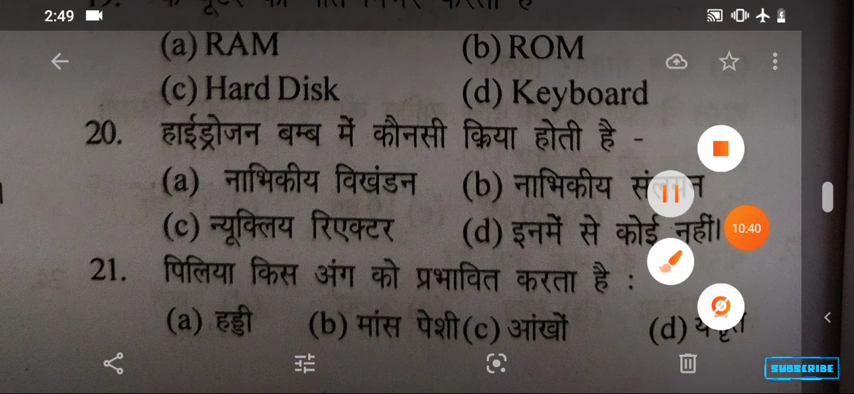 2:49
(a) RAM (b) ROM
(c) Hard Disk (d) Keyboard
20. हाईड्रोजन बम्ब में कौनसी क्रिया होती है -
(a) नाभिकीय विखंडन (b) नाभिकीय
(c) न्यूक्लिय रिएक्टर (d) इनमें से कोई नहीं।
10:40
21. पिलिया किस अंग को प्रभावित करता है :
(a) हड्डी (b) मांस पेशी (c) आंखों (d)
SUBSCRIBE